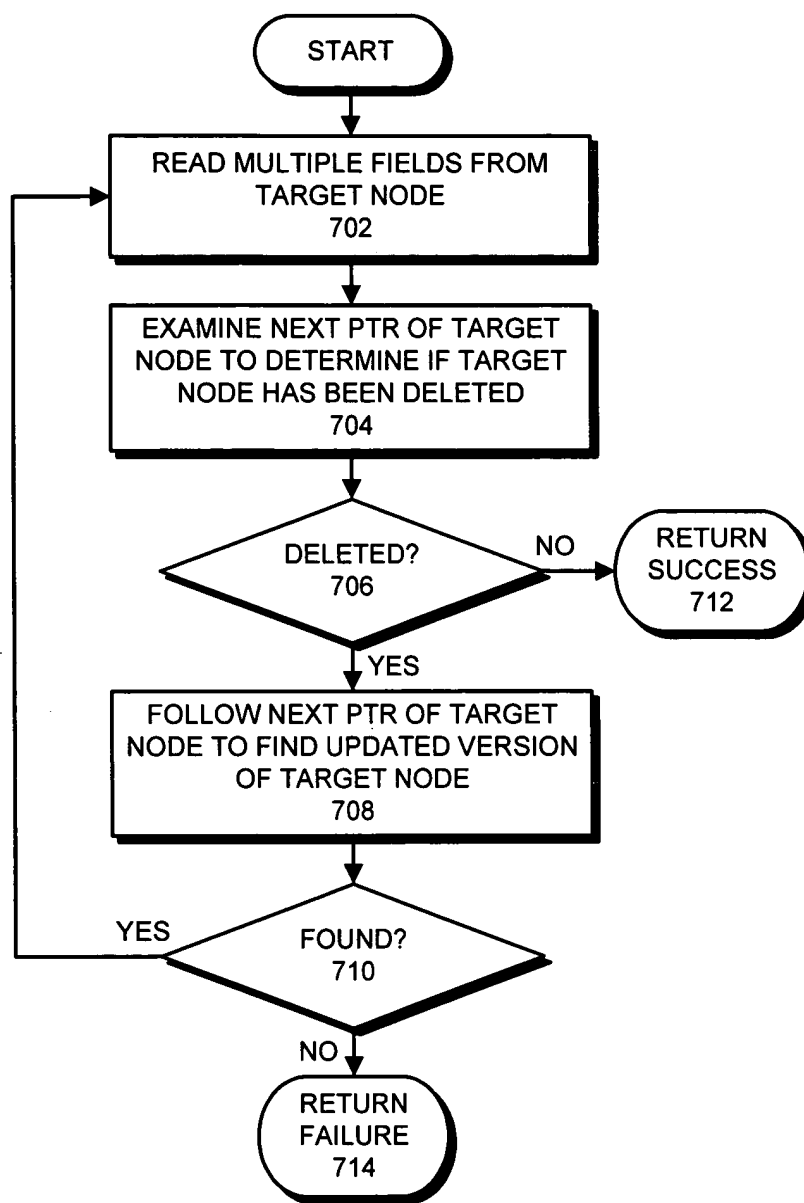 START
READ MULTIPLE FIELDS FROM
TARGET NODE
702
EXAMINE NEXT PTR OF TARGET
NODE TO DETERMINE IF TARGET
NODE HAS BEEN DELETED
704
DELETED?
706
NO
RETURN
SUCCESS
712
YES
FOLLOW NEXT PTR OF TARGET
NODE TO FIND UPDATED VERSION
OF TARGET NODE
708
YES
FOUND?
710
NO
RETURN
FAILURE
714